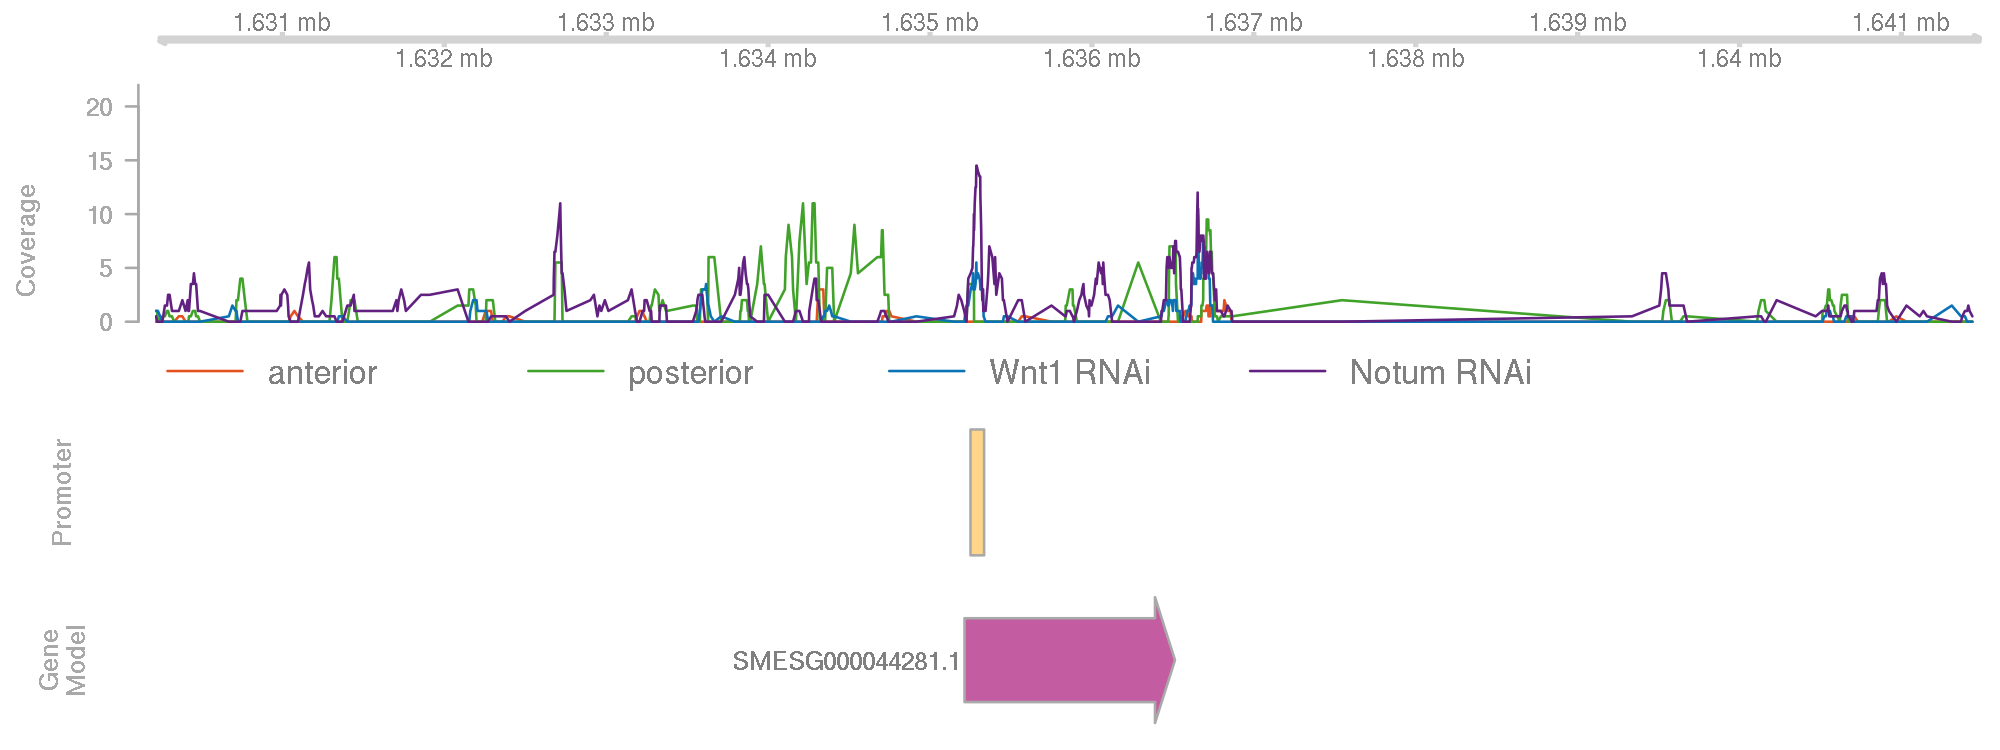 1.631 mb 1.633 mb 1.635 mb 1.637 mb 1.639 mb 1.641 mb
1.632 mb 1.634 mb 1.636 mb 1.638 mb 1.64 mb
Coverage
20
15
10
5
0
anterior posterior Wnt1 RNAi Notum RNAi
Promoter
Gene
Model
SMESG000044281.1